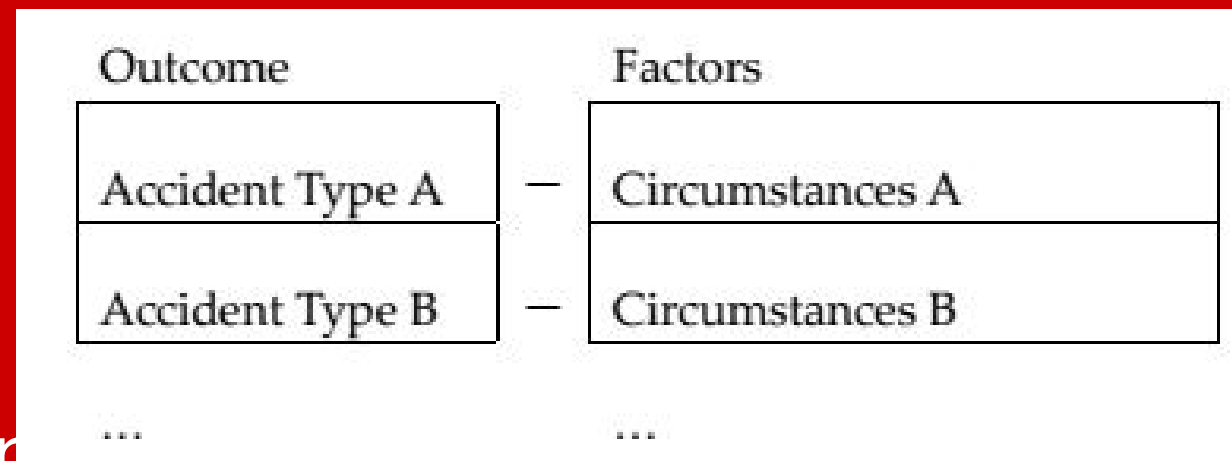 Outcome Factors
Accident Type A – Circumstances A
Accident Type B – Circumstances B
... ...